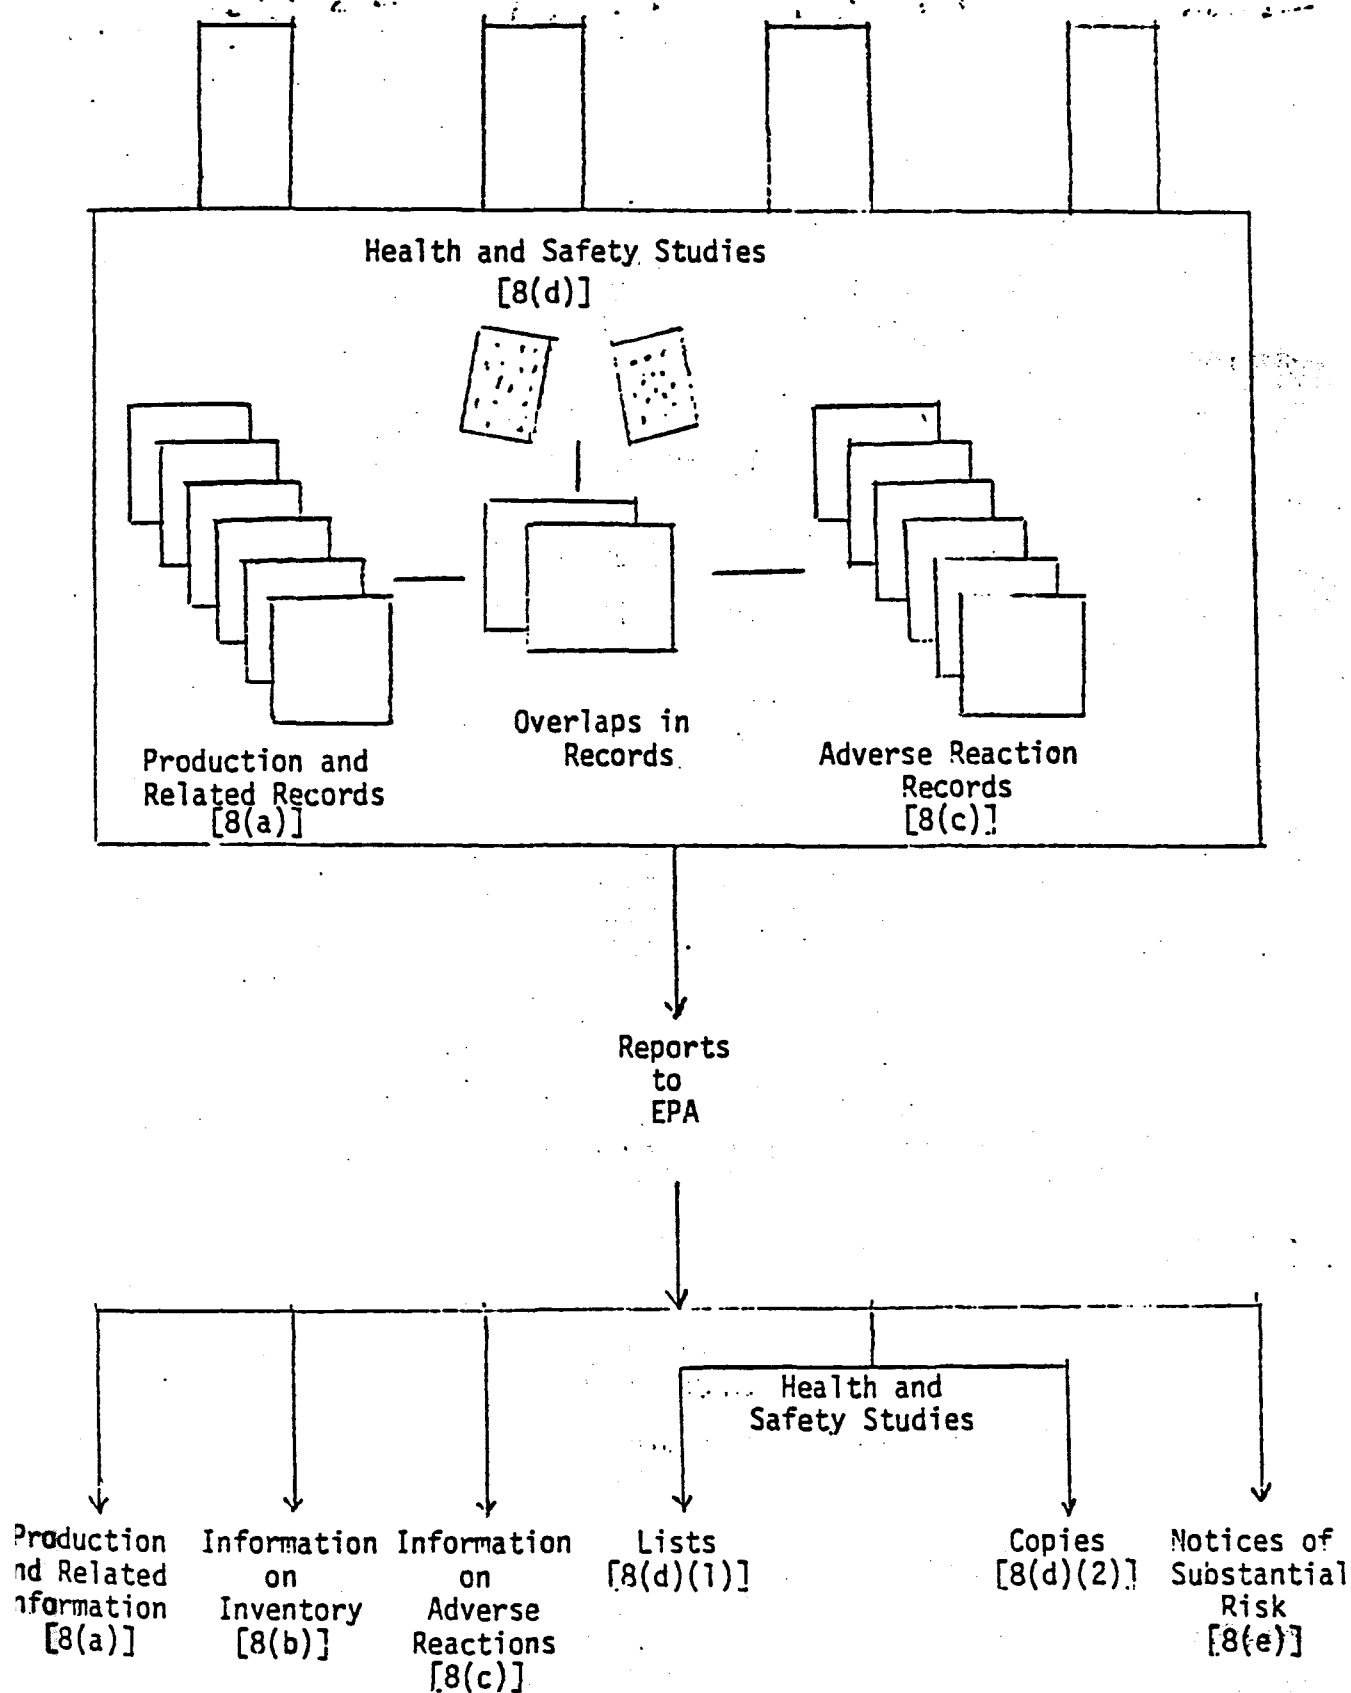 Health and Safety Studies
[8(d)]
Overlaps in
Records
Production and
Related Records
[8(a)]
Adverse Reaction
Records
[8(c)]
Reports
to
EPA
Health and
Safety Studies
Production
nd Related
nformation
[8(a)]
Information
on
Inventory
[8(b)]
Information
on
Adverse
Reactions
[8(c)]
Lists
[8(d)(1)]
Copies
[8(d)(2)]
Notices of
Substantial
Risk
[8(e)]